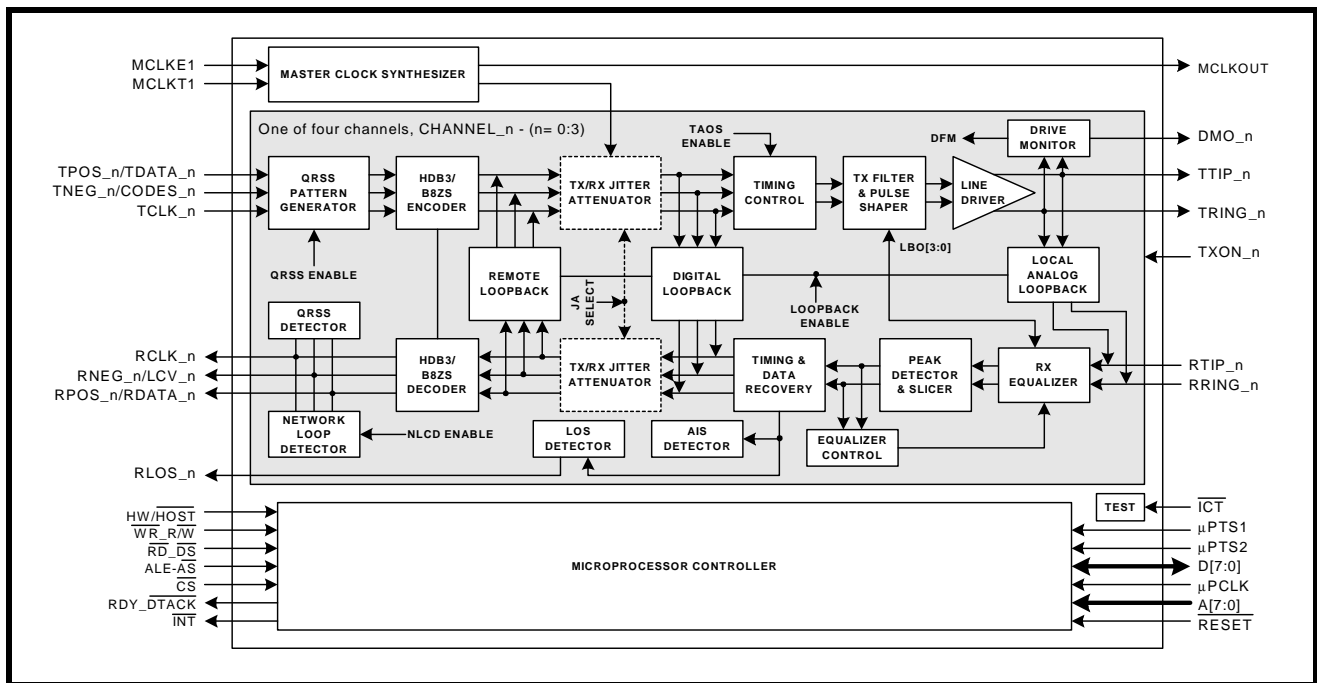 MCLKE1
MCLKT1
MASTER CLOCK SYNTHESIZER
MCLKOUT
One of four channels, CHANNEL_n - (n= 0:3)
TAOS
ENABLE
DFM
DRIVE
MONITOR
DMO_n
TPOS_n/TDATA_n
TNEG_n/CODES_n
TCLK_n
QRSS
PATTERN
GENERATOR
HDB3/
B8ZS
ENCODER
TX/RX JITTER
ATTENUATOR
TIMING
CONTROL
TX FILTER
& PULSE
SHAPER
LINE
DRIVER
TTIP_n
TRING_n
TXON_n
QRSS ENABLE
REMOTE
LOOPBACK
JA
SELECT
DIGITAL
LOOPBACK
LOOPBACK
ENABLE
LBO[3:0]
LOCAL
ANALOG
LOOPBACK
QRSS
DETECTOR
RCLK_n
RNEG_n/LCV_n
RPOS_n/RDATA_n
HDB3/
B8ZS
DECODER
TX/RX JITTER
ATTENUATOR
TIMING &
DATA
RECOVERY
PEAK
DETECTOR
& SLICER
RX
EQUALIZER
RTIP_n
RRING_n
NETWORK
LOOP
DETECTOR
NLCD ENABLE
LOS
DETECTOR
AIS
DETECTOR
EQUALIZER
CONTROL
RLOS_n
TEST
ICT
HW/HOST
WR_R/W
RD_DS
ALE-AS
CS
RDY_DTACK
INT
MICROPROCESSOR CONTROLLER
µPTS1
µPTS2
D[7:0]
µPCLK
A[7:0]
RESET